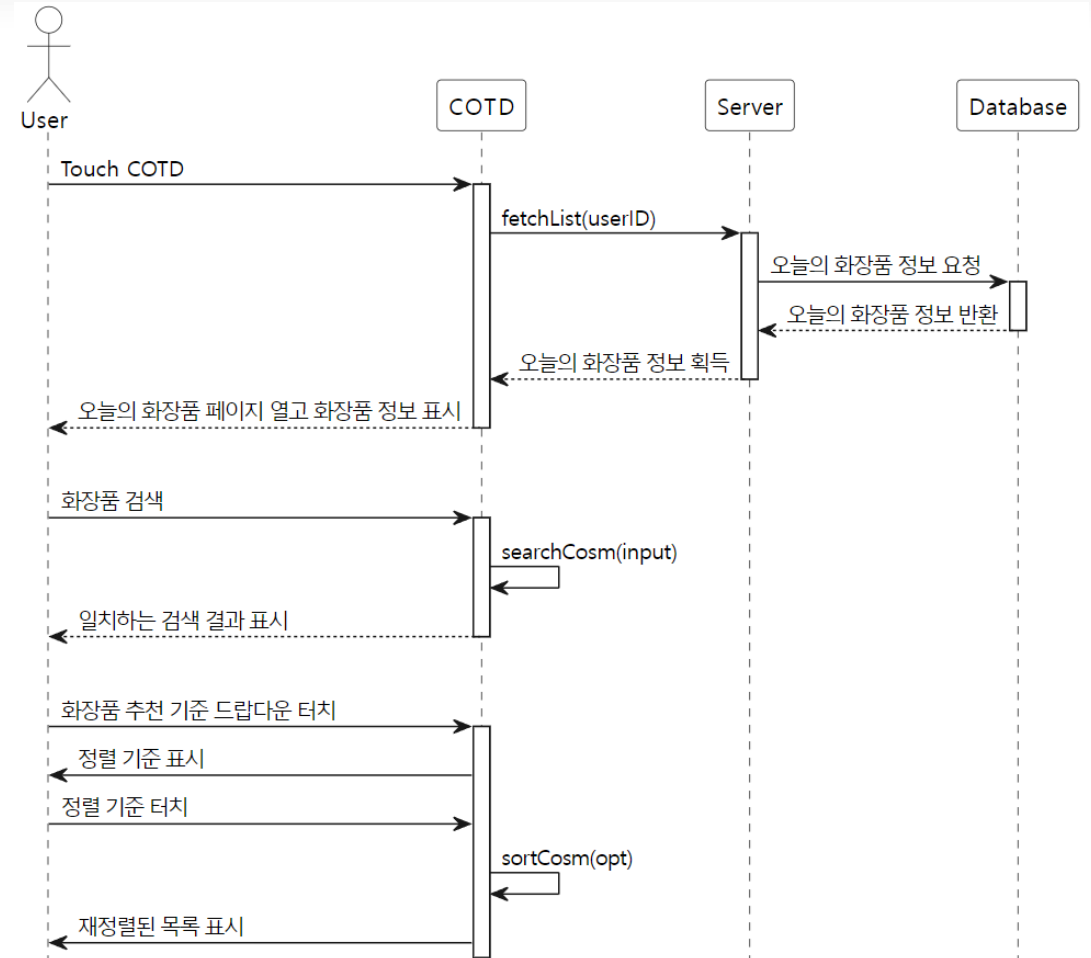 User
COTD
Server
Database
Touch COTD
fetchList(userID)
오늘의 화장품 정보 요청
오늘의 화장품 정보 반환
오늘의 화장품 정보 획득
오늘의 화장품 페이지 열고 화장품 정보 표시
화장품 검색
searchCosm(input)
일치하는 검색 결과 표시
화장품 추천 기준 드랍다운 터치
정렬 기준 표시
정렬 기준 터치
sortCosm(opt)
재정렬된 목록 표시